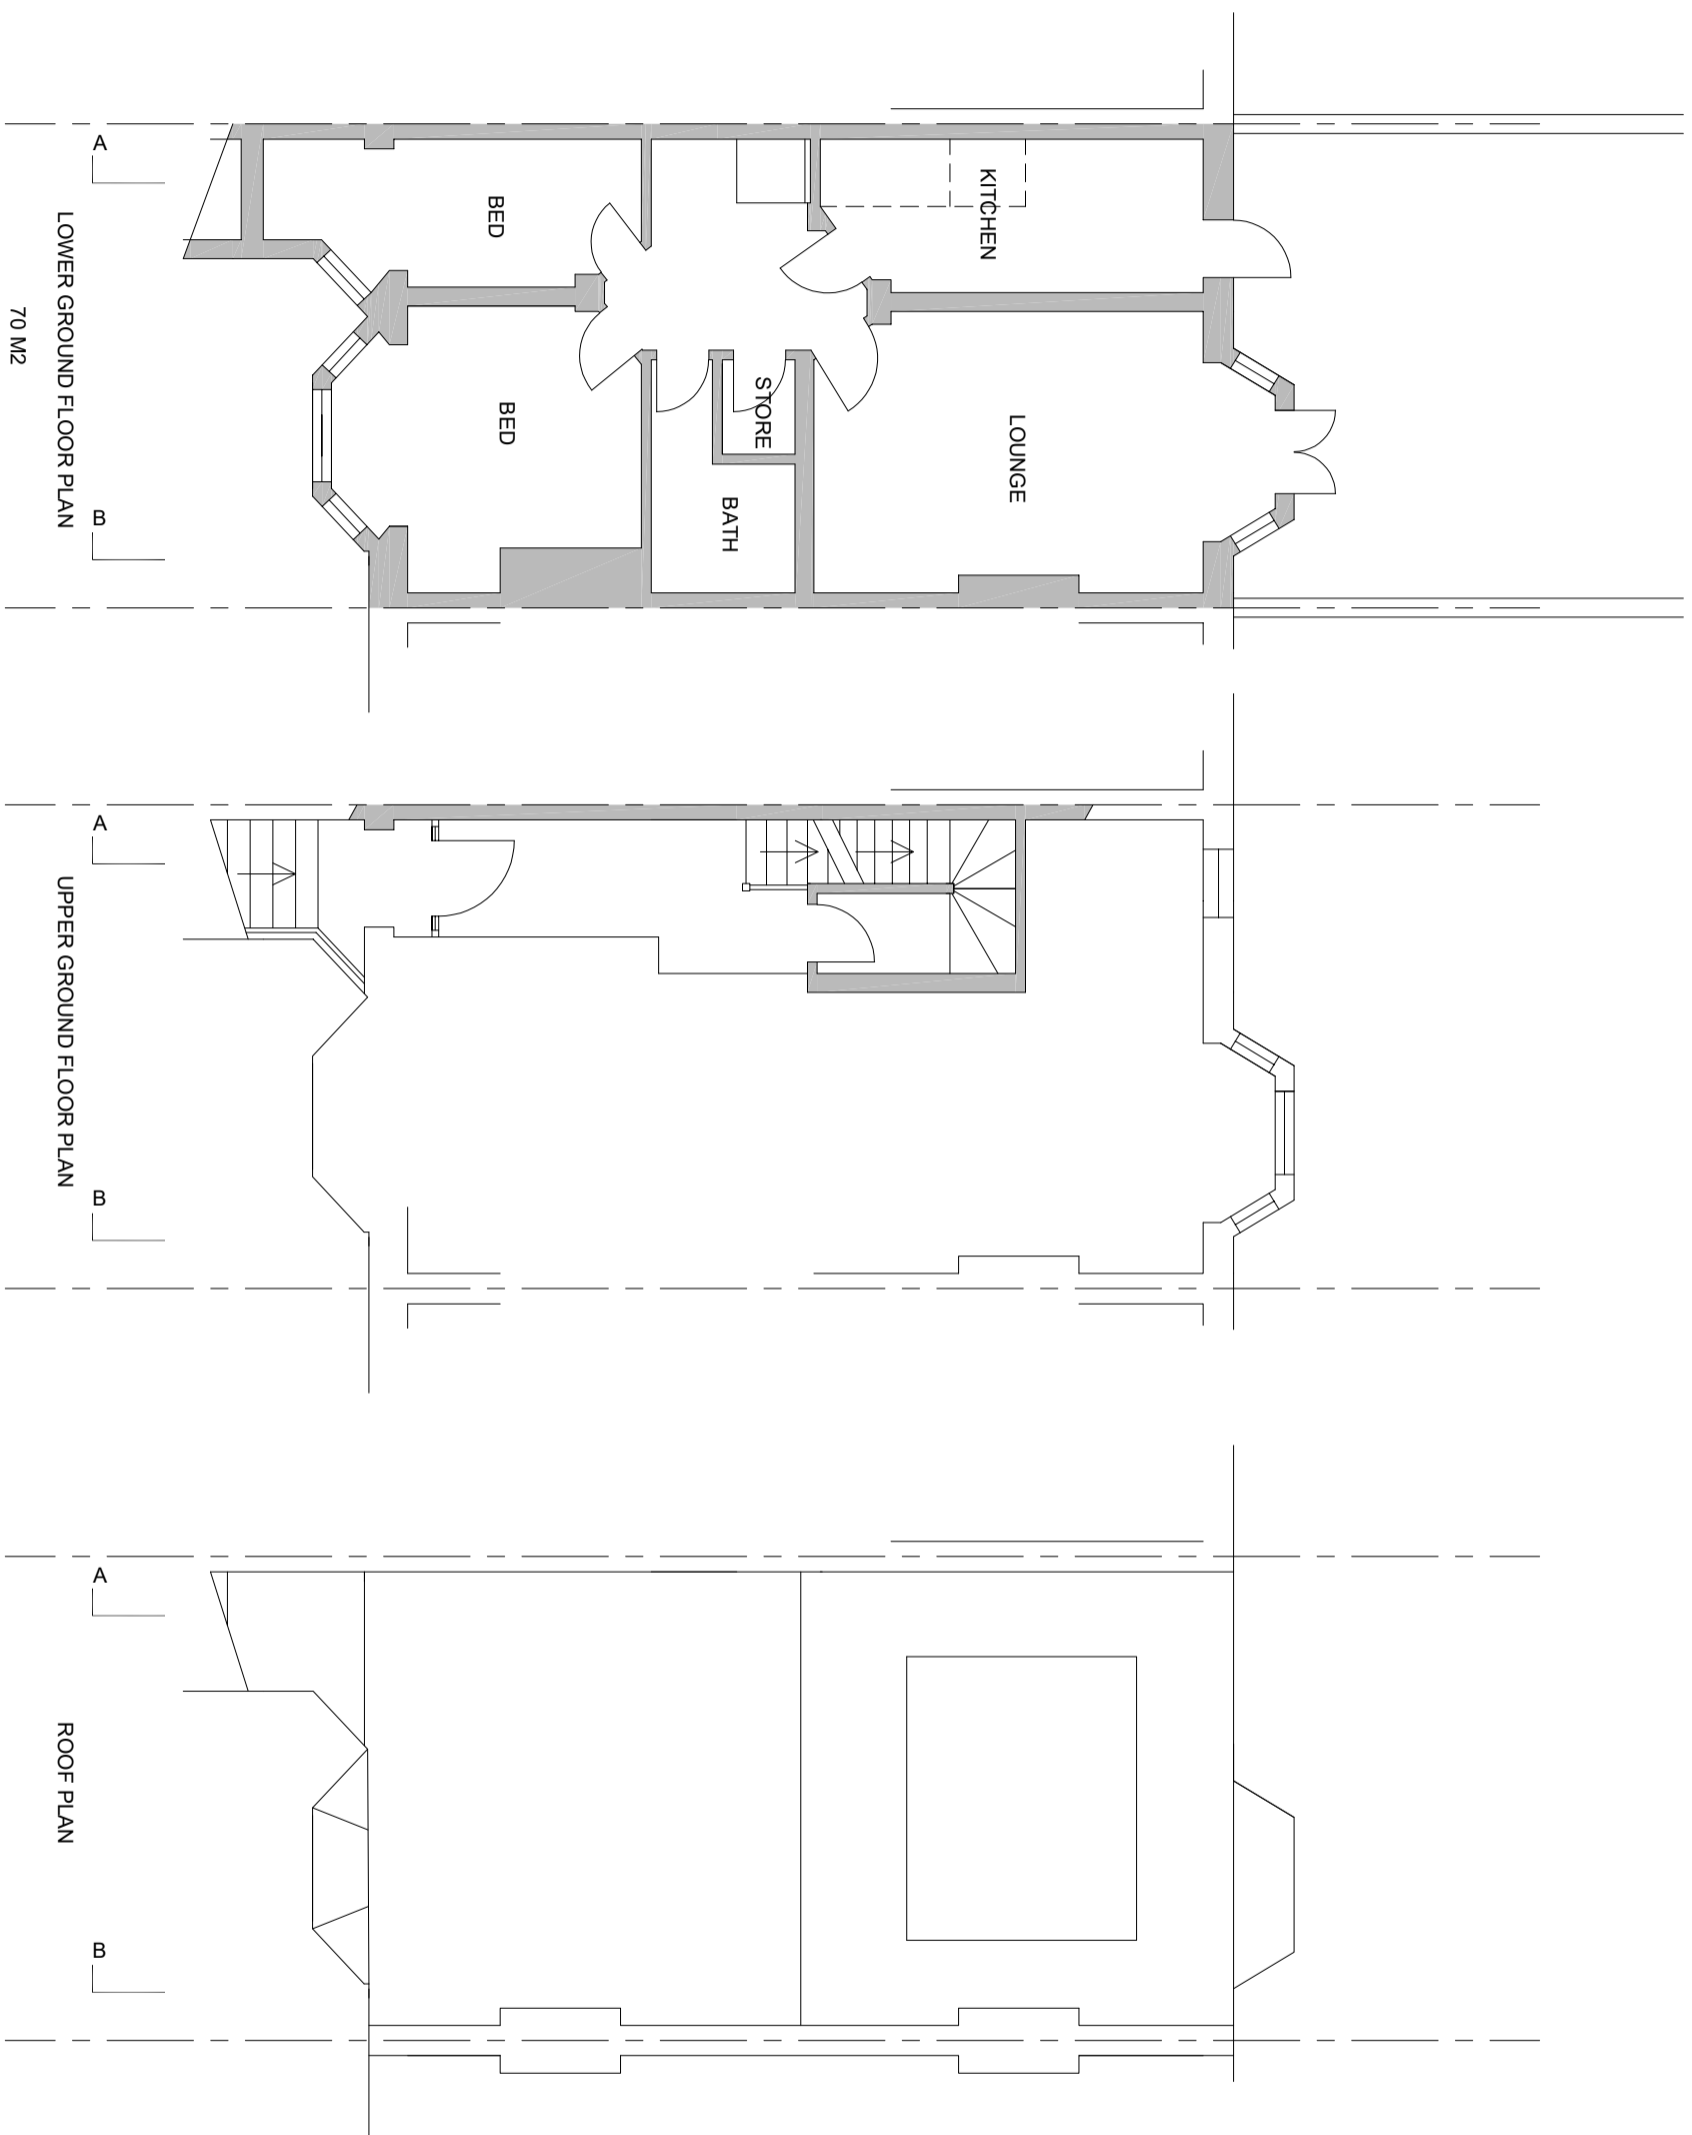 A
BED
KITCHEN
BED
STORE
LOUNGE
BATH
B
LOWER GROUND FLOOR PLAN
70 M2
A
B
UPPER GROUND FLOOR PLAN
A
B
ROOF PLAN